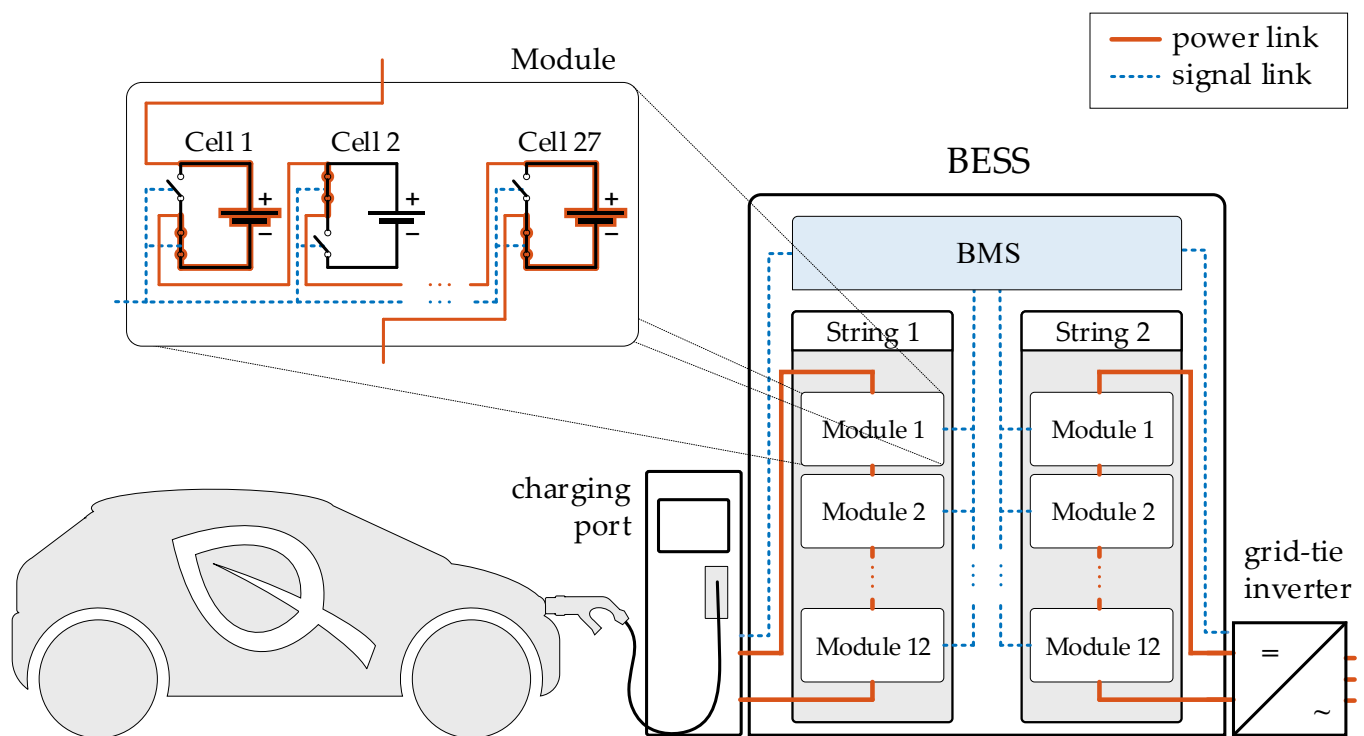 power link
signal link
Module
Cell 1
Cell 2
Cell 27
+
−
+
−
+
−
...
...
BESS
BMS
String 1
String 2
Module 1
Module 1
Module 2
Module 2
Module 12
Module 12
charging
port
grid-tie
inverter
=
~